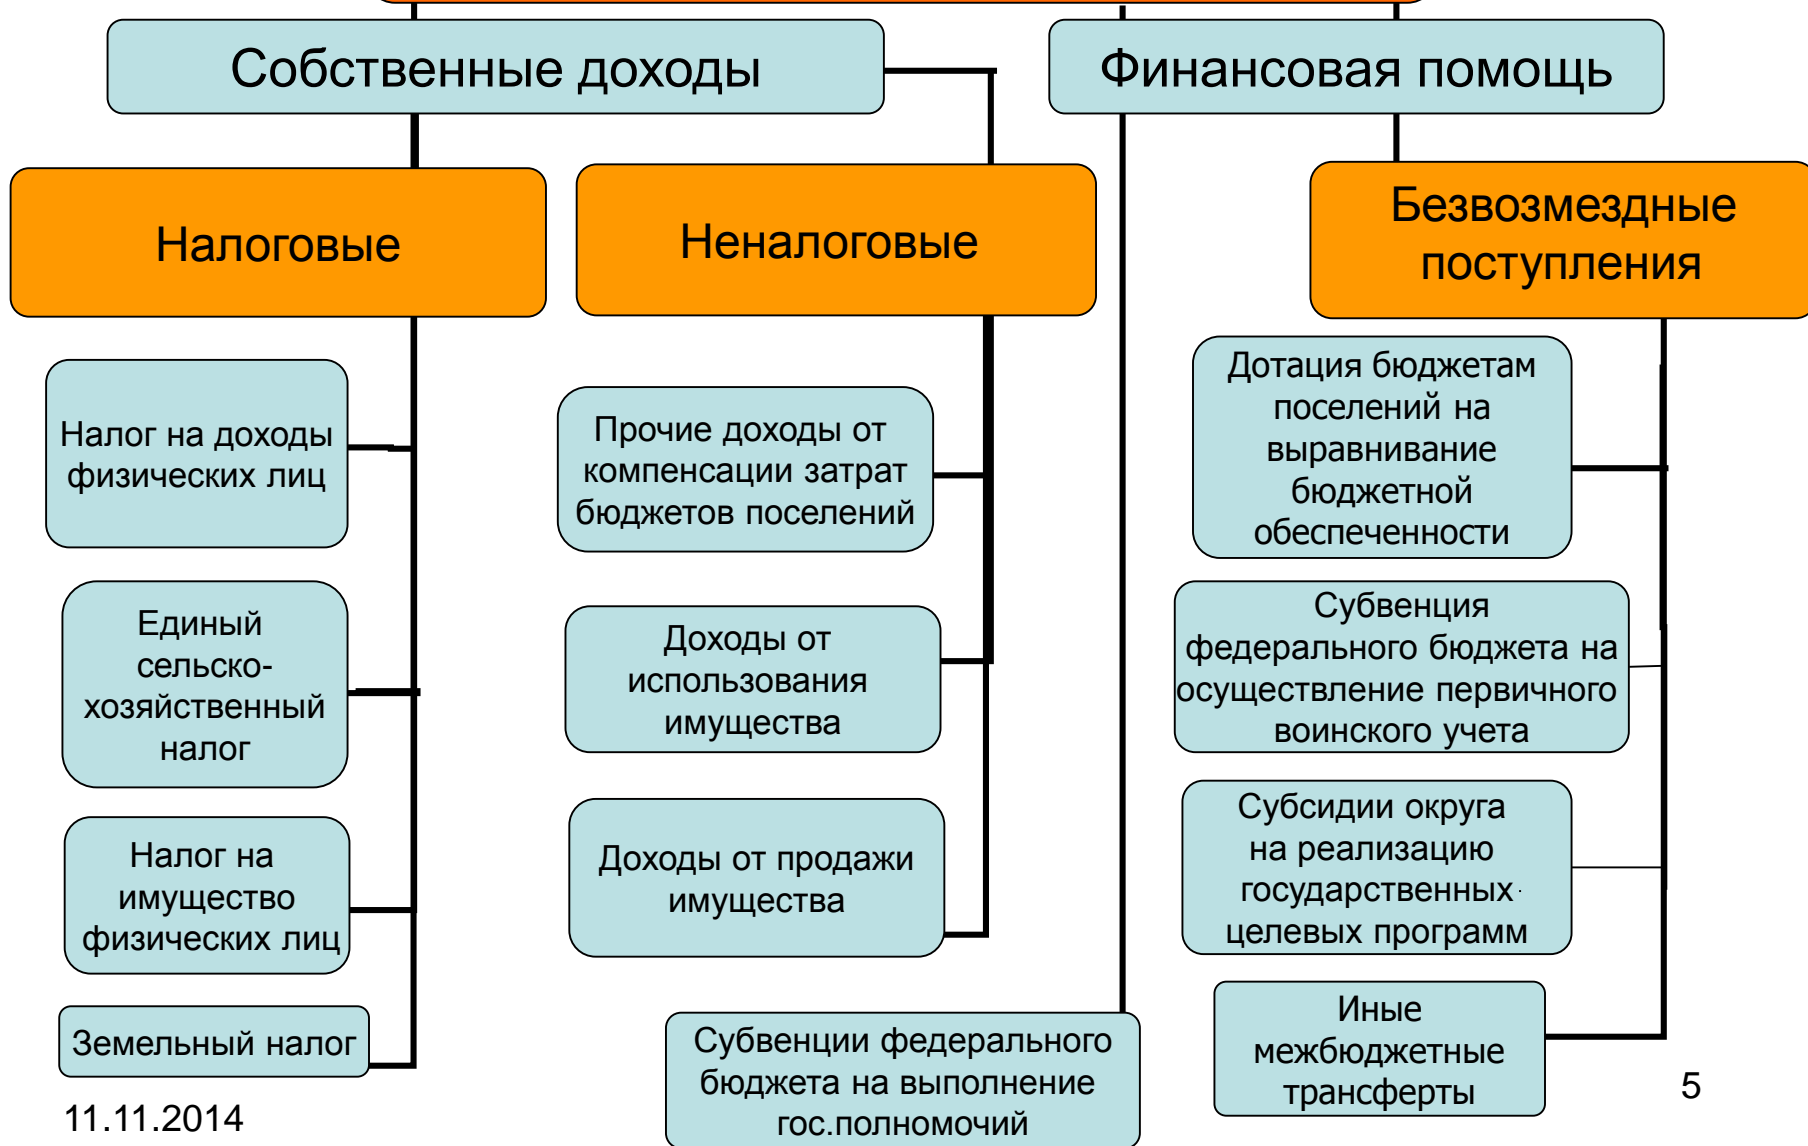 Собственные доходы
Финансовая помощь
Налоговые
Неналоговые
Безвозмездные
поступления
Налог на доходы
физических лиц
Единый
сельско-
хозяйственный
налог
Налог на
имущество
физических лиц
Земельный налог
Прочие доходы от
компенсации затрат
бюджетов поселений
Доходы от
использования
имущества
Доходы от продажи
имущества
Субвенции федерального
бюджета на выполнение
гос.полномочий
Дотация бюджетам
поселений на
выравнивание
бюджетной
обеспеченности
Субвенция
федерального бюджета на
осуществление первичного
воинского учета
Субсидии округа
на реализацию
государственных
целевых программ
Иные
межбюджетные
трансферты
11.11.2014
5